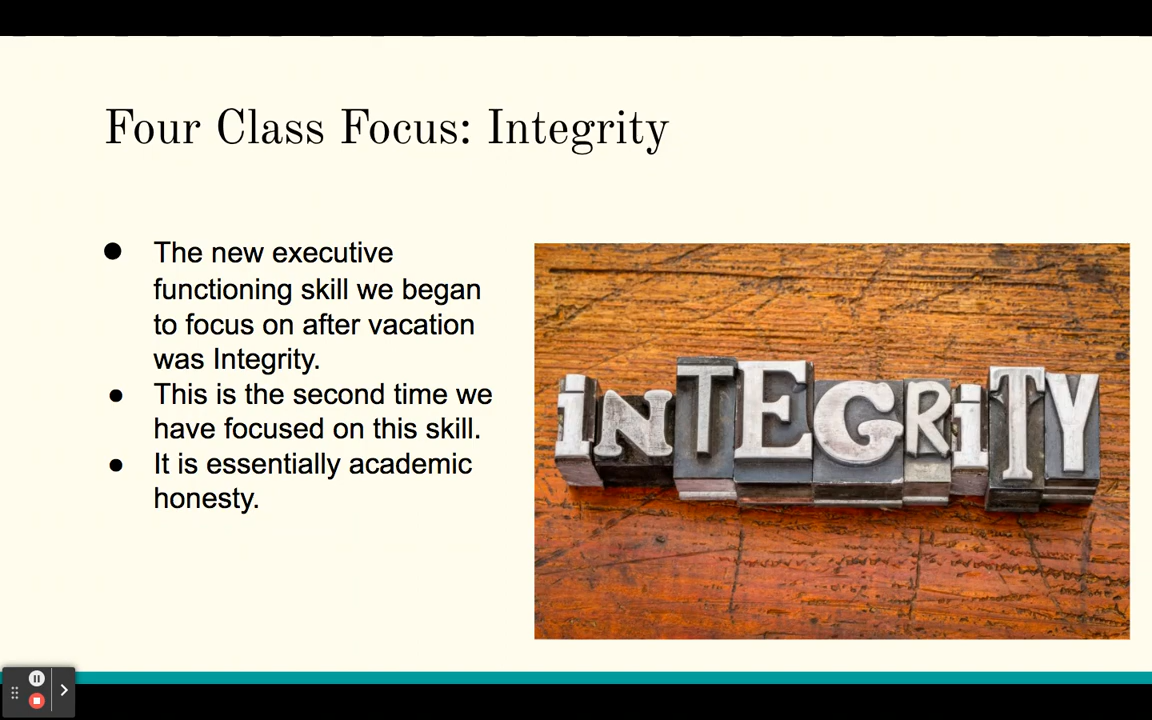 Four Class Focus: Integrity
The new executive
functioning skill we began
to focus on after vacation
was Integrity.
This is the second time we
have focused on this skill.
It is essentially academic
honesty.
iNTEGRiTY